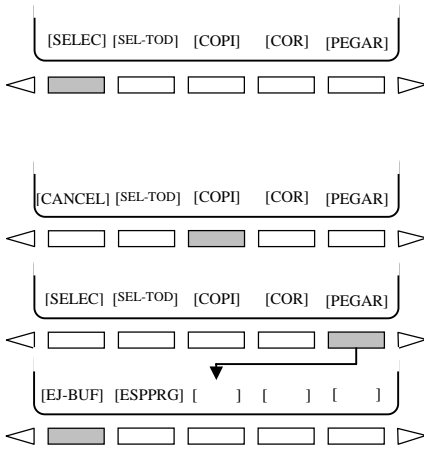 [SELEC] [SEL-TOD] [COPI] [COR] [PEGAR]
[CANCEL] [SEL-TOD] [COPI] [COR] [PEGAR]
[SELEC] [SEL-TOD] [COPI] [COR] [PEGAR]
[EJ-BUF] [ESPPRG] [ ] [ ] [ ]